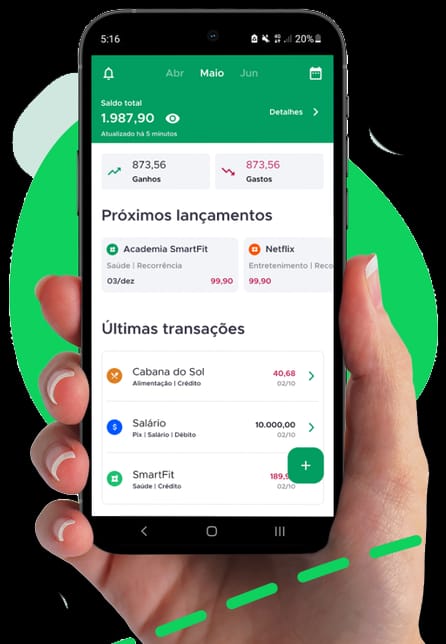 5:16
20%
Abr Maio Jun
Saldo total
1.987,90
Detalhes
Atualizado há 5 minutos
873,56
Ganhos
873,56
Gastos
Próximos lançamentos
Academia SmartFit
Saúde | Recorrência
03/dez 99,90
Netflix
Entretenimento | Reco
99,90
Últimas transações
Cabana do Sol 40,68
Alimentação | Crédito 02/10
Salário 10.000,00
Pix | Salário | Débito 02/10
SmartFit 189,9
Saúde | Crédito 02/10